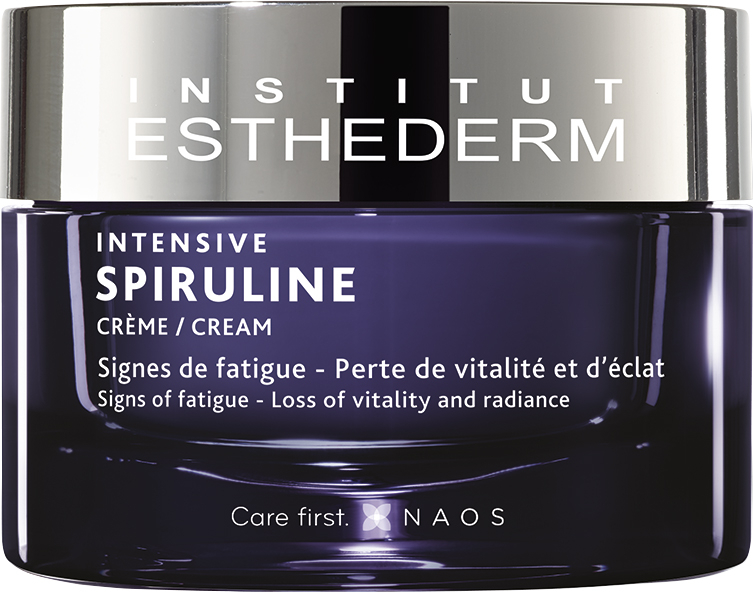 INSTITUT
ESTHEDERM
INTENSIVE
SPIRULINE
CRÈME / CREAM
Signes de fatigue - Perte de vitalité et d'éclat
Signs of fatigue - Loss of vitality and radiance
Care first. NAOS